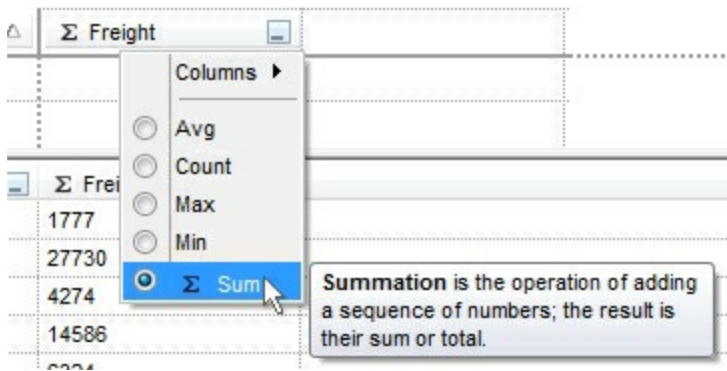 Σ Freight
Columns
Avg
Count
Max
Min
Σ Sum
Σ Frei
1777
27730
4274
14586
Summation is the operation of adding
a sequence of numbers; the result is
their sum or total.